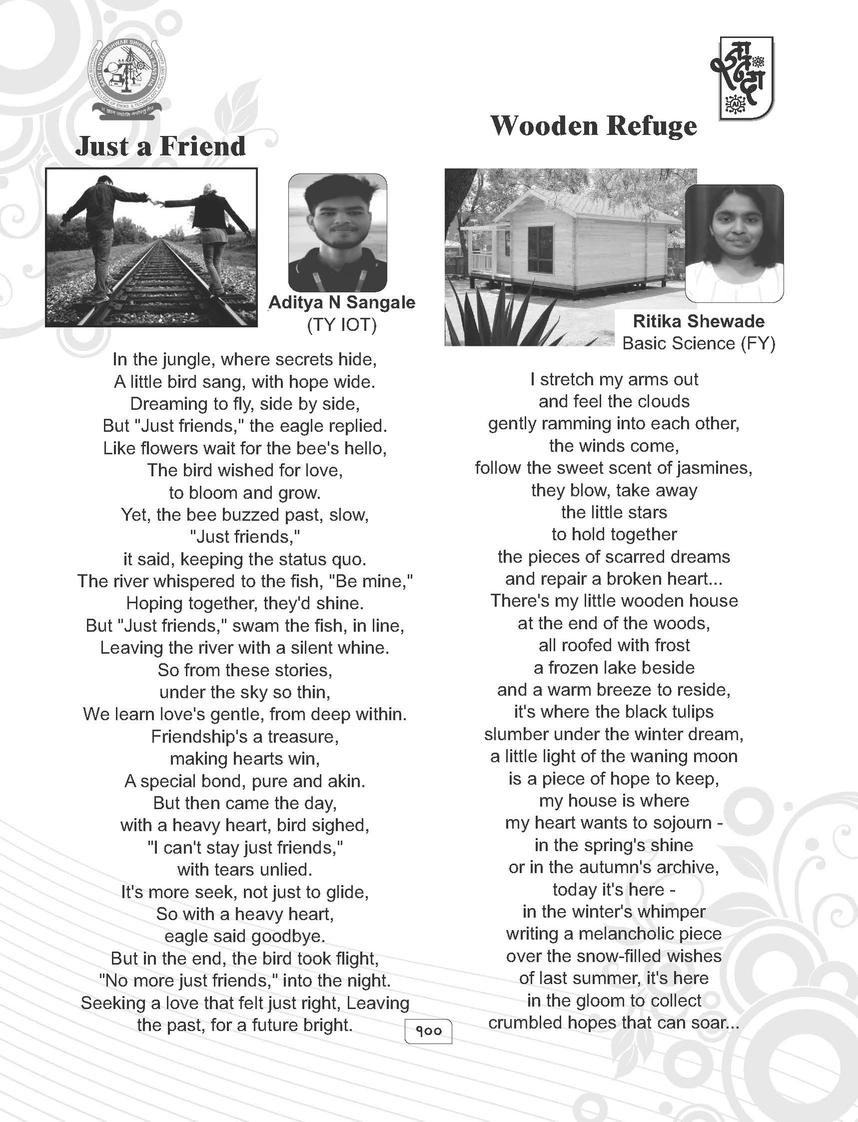 Just a Friend
Aditya N Sangale
(TY IOT)
In the jungle, where secrets hide,
A little bird sang, with hope wide.
Dreaming to fly, side by side,
But "Just friends," the eagle replied.
Like flowers wait for the bee's hello,
The bird wished for love,
to bloom and grow.
Yet, the bee buzzed past, slow,
"Just friends,"
it said, keeping the status quo.
The river whispered to the fish, "Be mine,"
Hoping together, they'd shine.
But "Just friends," swam the fish, in line,
Leaving the river with a silent whine.
So from these stories,
under the sky so thin,
We learn love's gentle, from deep within.
Friendship's a treasure,
making hearts win,
A special bond, pure and akin.
But then came the day,
with a heavy heart, bird sighed,
"I can't stay just friends,"
with tears unlied.
It's more seek, not just to glide,
So with a heavy heart,
eagle said goodbye.
But in the end, the bird took flight,
"No more just friends," into the night.
Seeking a love that felt just right, Leaving
the past, for a future bright.
Wooden Refuge
Ritika Shewade
Basic Science (FY)
I stretch my arms out
and feel the clouds
gently ramming into each other,
the winds come,
follow the sweet scent of jasmines,
they blow, take away
the little stars
to hold together
the pieces of scarred dreams
and repair a broken heart...
There's my little wooden house
at the end of the woods,
all roofed with frost
a frozen lake beside
and a warm breeze to reside,
it's where the black tulips
slumber under the winter dream,
a little light of the waning moon
is a piece of hope to keep,
my house is where
my heart wants to sojourn -
in the spring's shine
or in the autumn's archive,
today it's here -
in the winter's whimper
writing a melancholic piece
over the snow-filled wishes
of last summer, it's here
in the gloom to collect
crumbled hopes that can soar...
१००